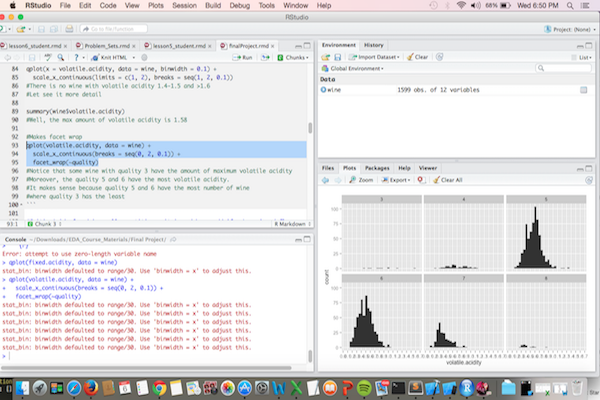 RStudio File Edit Code View Plots Session Build Debug Tools Window Help 66% Wed 6:50 PM
RStudio
Go to file/function Project: (None)
lesson6_student.rmd × Problem_Sets.rmd × lesson5_student.rmd × finalProject.rmd ×
Knit HTML Run Chunks
84 qplot(x = volatile.acidity, data = wine, binwidth = 0.1) +
85 scale_x_continuous(limits = c(1, 2), breaks = seq(1, 2, 0.1))
86 #There is no wine with volatile acidity 1.4-1.5 and >1.6
87 #Let see it more detail
88
89 summary(wine$volatile.acidity)
90 #Well, the max amount of volatile acidity is 1.58
91
92 #Makes facet wrap
93 qplot(volatile.acidity, data = wine) +
94 scale_x_continuous(breaks = seq(0, 2, 0.1)) +
95 facet_wrap(~quality)
96 #Notice that some wine with quality 3 have the amount of maximum volatile acidity
97 #Moreover, the quality 5 and 6 have the most volatile acidity.
98 #It makes sense because quality 5 and 6 have the most number of wine
99 #where quality 3 has the least
100 ```
101
93:1 Chunk 3 R Markdown
Console ~/Downloads/EDA_Course_Materials/Final Project/
Error: attempt to use zero-length variable name
> qplot(fixed.acidity, data = wine)
stat_bin: binwidth defaulted to range/30. Use 'binwidth = x' to adjust this.
> qplot(volatile.acidity, data = wine) +
+ scale_x_continuous(breaks = seq(0, 2, 0.1)) +
+ facet_wrap(~quality)
stat_bin: binwidth defaulted to range/30. Use 'binwidth = x' to adjust this.
stat_bin: binwidth defaulted to range/30. Use 'binwidth = x' to adjust this.
stat_bin: binwidth defaulted to range/30. Use 'binwidth = x' to adjust this.
stat_bin: binwidth defaulted to range/30. Use 'binwidth = x' to adjust this.
stat_bin: binwidth defaulted to range/30. Use 'binwidth = x' to adjust this.
stat_bin: binwidth defaulted to range/30. Use 'binwidth = x' to adjust this.
>
Environment History
Import Dataset Clear List
Global Environment
Data
wine 1599 obs. of 12 variables
Files Plots Packages Help Viewer
Zoom Export Clear All
3 4 5
100
50
0
6 7 8
100
50
0
count
volatile.acidity